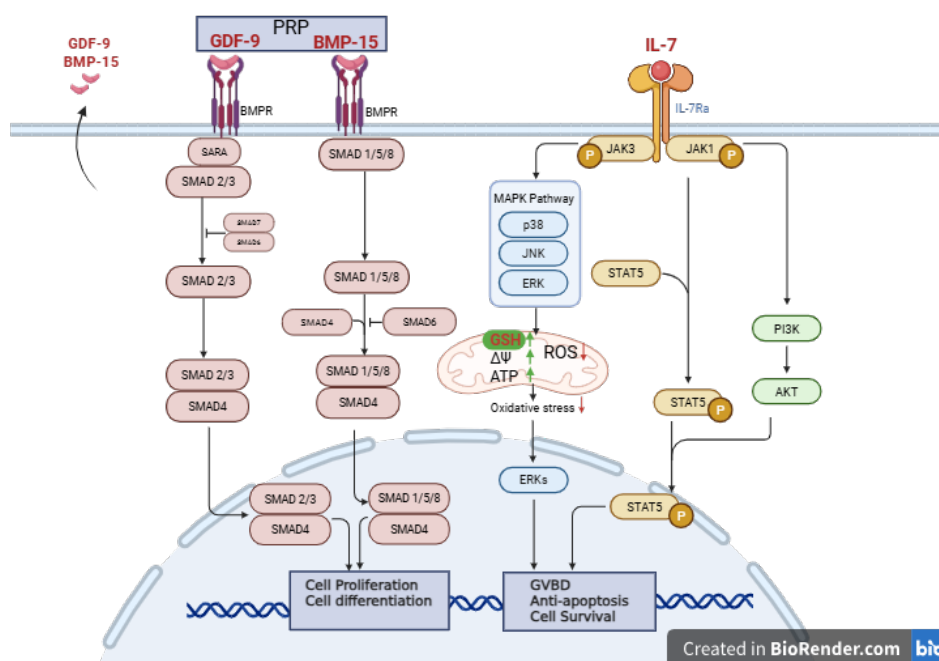 PRP
GDF-9
BMP-15
GDF-9
BMP-15
IL-7
BMPR
BMPR
IL-7Ra
SARA
SMAD 2/3
SMAD 1/5/8
P
JAK3
JAK1
P
MAPK Pathway
p38
JNK
ERK
SMAD7
SMAD6
SMAD 2/3
SMAD 1/5/8
STAT5
SMAD4
SMAD6
PI3K
GSH
ΔΨ
ATP
ROS
Oxidative stress
SMAD 2/3
SMAD4
SMAD 1/5/8
SMAD4
STAT5
P
AKT
ERKs
SMAD 2/3
SMAD4
SMAD 1/5/8
SMAD4
STAT5
P
Cell Proliferation
Cell differentiation
GVBD
Anti-apoptosis
Cell Survival
Created in BioRender.com
bio